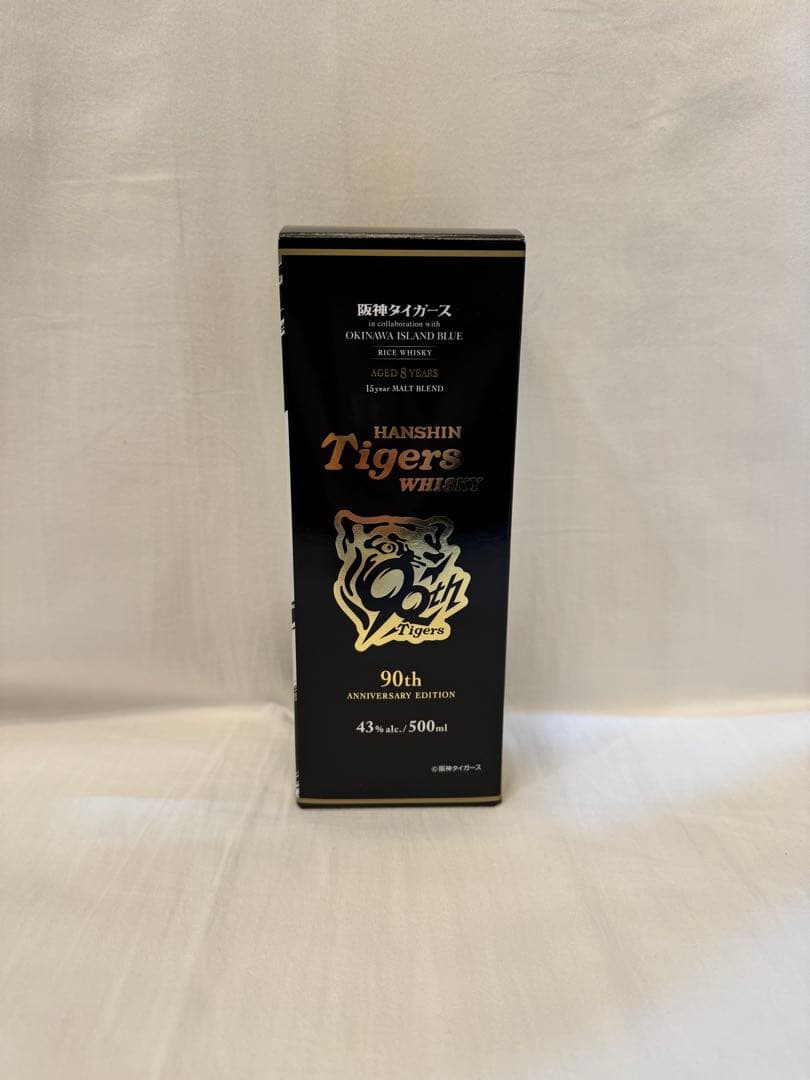 阪神タイガース
in collaboration with
OKINAWA ISLAND BLUE
RICE WHISKY
AGED 8 YEARS
15year MALT BLEND
HANSHIN
Tigers
WHISKY
90th
Tigers
90th
ANNIVERSARY EDITION
43% alc./500ml
©阪神タイガース